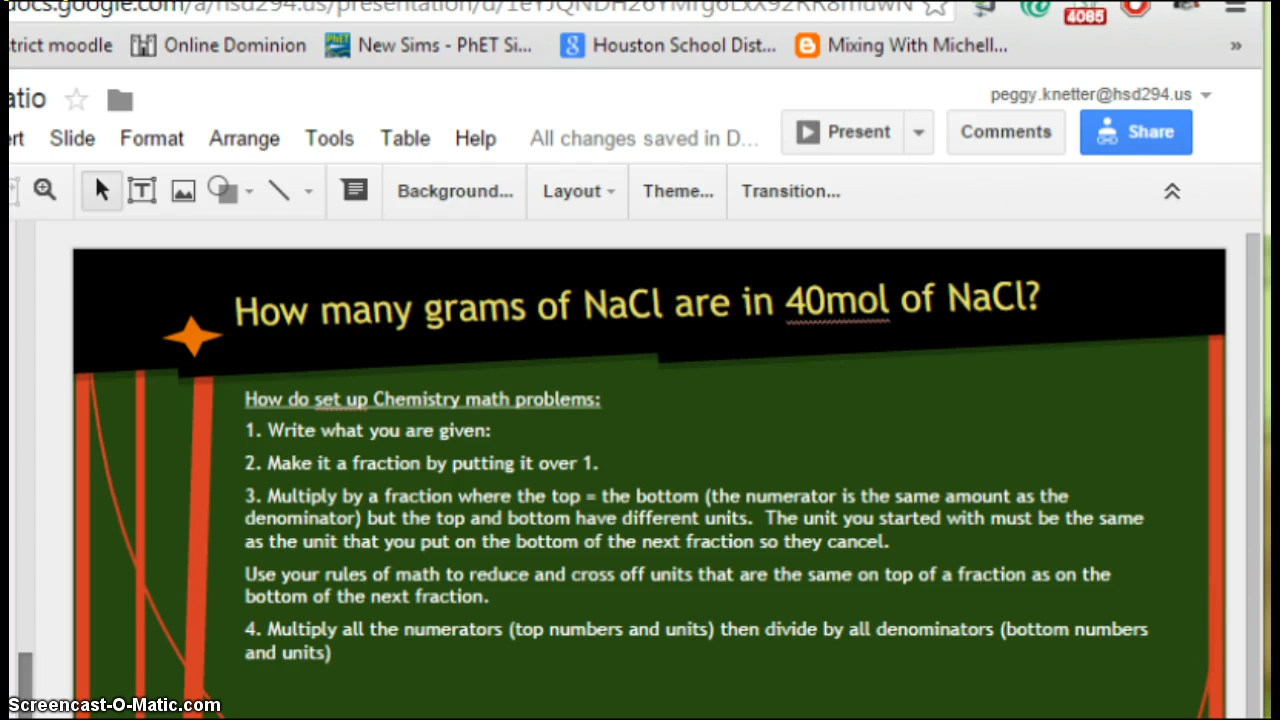 docs.google.com/a/hsd294.us/presentation/d/
4085
trict moodle Online Dominion New Sims - PhET Si... Houston School Dist... Mixing With Michell... »
atio peggy.knetter@hsd294.us
ert Slide Format Arrange Tools Table Help All changes saved in D... Present Comments Share
T Background... Layout Theme... Transition...
How many grams of NaCl are in 40mol of NaCl?
How do set up Chemistry math problems:
1. Write what you are given:
2. Make it a fraction by putting it over 1.
3. Multiply by a fraction where the top = the bottom (the numerator is the same amount as the
denominator) but the top and bottom have different units. The unit you started with must be the same
as the unit that you put on the bottom of the next fraction so they cancel.
Use your rules of math to reduce and cross off units that are the same on top of a fraction as on the
bottom of the next fraction.
4. Multiply all the numerators (top numbers and units) then divide by all denominators (bottom numbers
and units)
Screencast-O-Matic.com